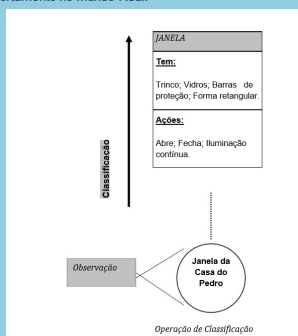 JANELA
Tem:
Trinco; Vidros; Barras de
proteção; Forma retangular.
Ações:
Abre; Fecha; Iluminação
contínua.
Classificação
Observação
Janela da
Casa do
Pedro
Operação de Classificação